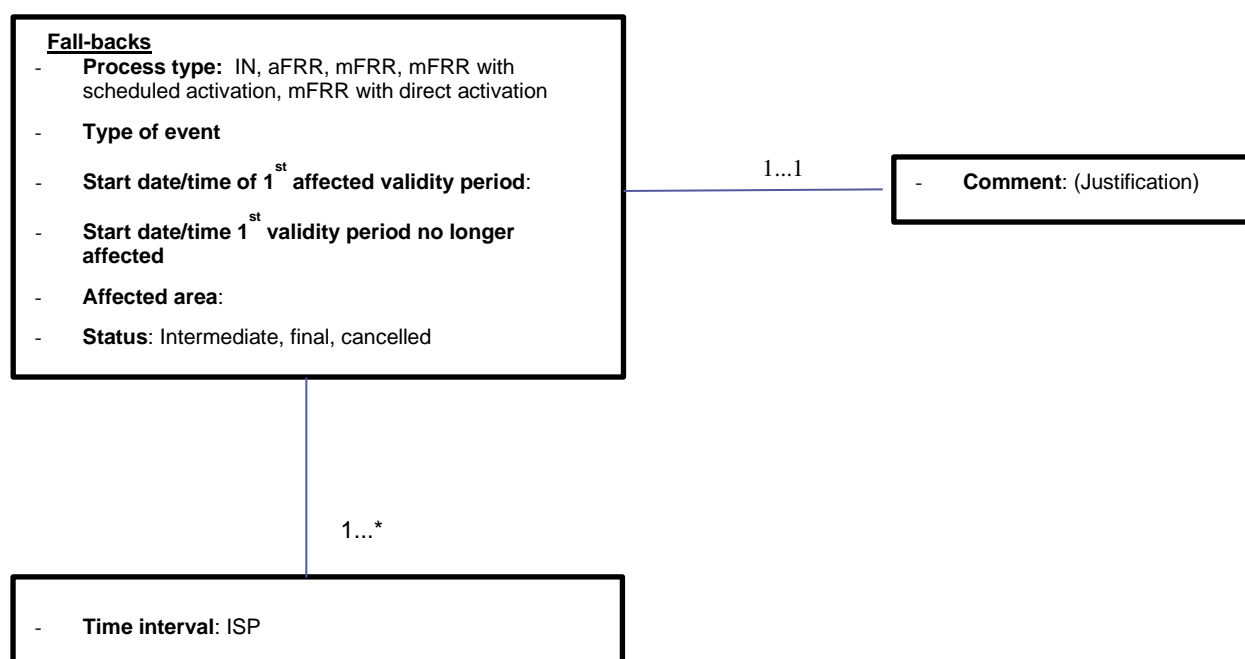 Fall-backs
- Process type: IN, aFRR, mFRR, mFRR with
scheduled activation, mFRR with direct activation
- Type of event
- Start date/time of 1st affected validity period:
- Start date/time 1st validity period no longer
affected
- Affected area:
- Status: Intermediate, final, cancelled
1...1
- Comment: (Justification)
1...*
- Time interval: ISP